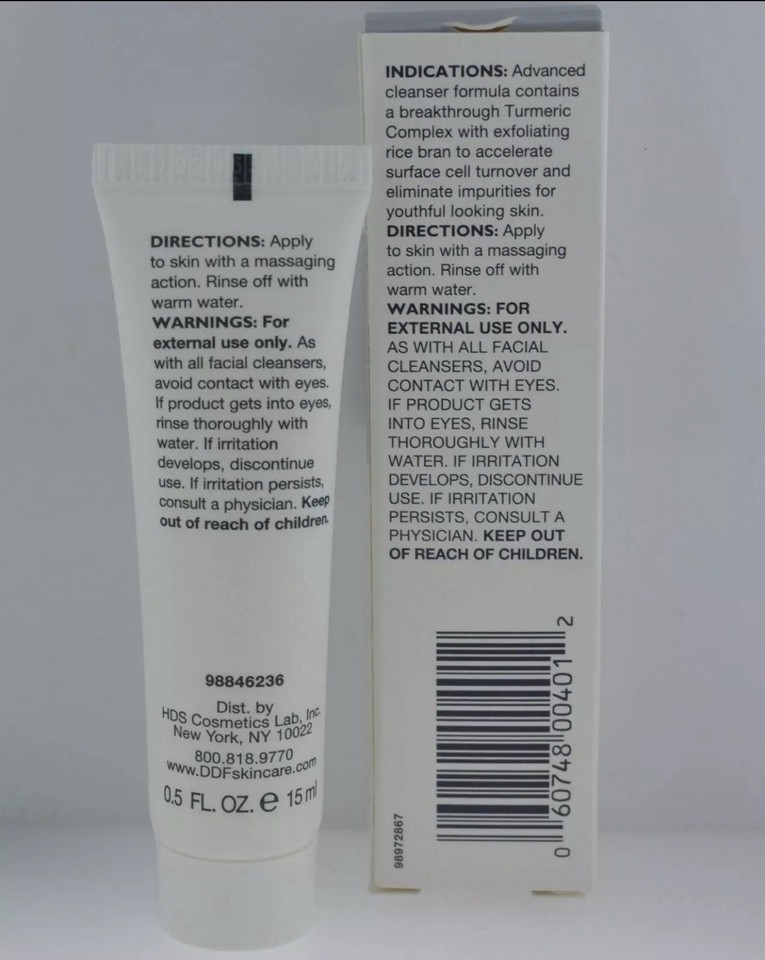 DIRECTIONS: Apply
to skin with a massaging
action. Rinse off with
warm water.
WARNINGS: For
external use only. As
with all facial cleansers,
avoid contact with eyes.
If product gets into eyes,
rinse thoroughly with
water. If irritation
develops, discontinue
use. If irritation persists,
consult a physician. Keep
out of reach of children.
98846236
Dist. by
HDS Cosmetics Lab, Inc.
New York, NY 10022
800.818.9770
www.DDFskincare.com
0.5 FL. OZ. e 15 ml
INDICATIONS: Advanced
cleanser formula contains
a breakthrough Turmeric
Complex with exfoliating
rice bran to accelerate
surface cell turnover and
eliminate impurities for
youthful looking skin.
DIRECTIONS: Apply
to skin with a massaging
action. Rinse off with
warm water.
WARNINGS: FOR
EXTERNAL USE ONLY.
AS WITH ALL FACIAL
CLEANSERS, AVOID
CONTACT WITH EYES.
IF PRODUCT GETS
INTO EYES, RINSE
THOROUGHLY WITH
WATER. IF IRRITATION
DEVELOPS, DISCONTINUE
USE. IF IRRITATION
PERSISTS, CONSULT A
PHYSICIAN. KEEP OUT
OF REACH OF CHILDREN.
98972867
0 60748 00401 2